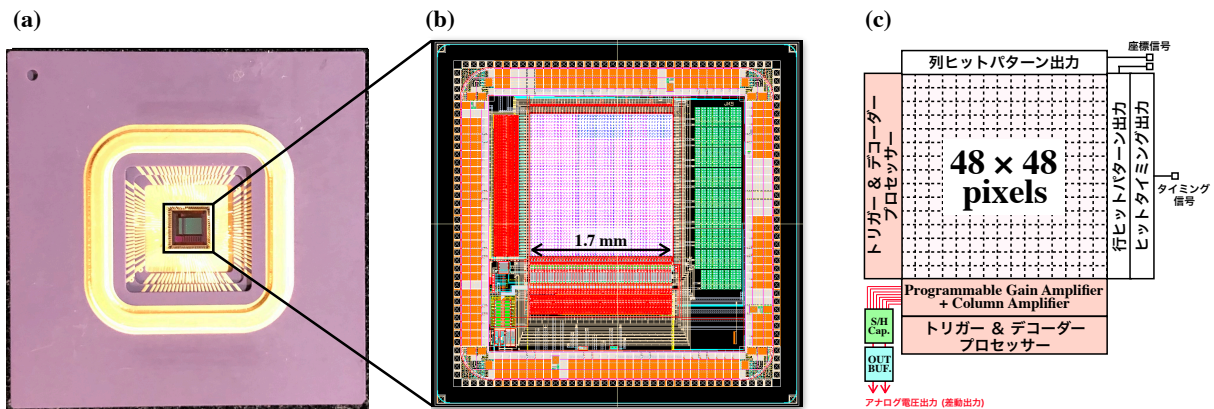 (a)
(b)
JH5
1.7 mm
(c)
列ヒットパターン出力
座標信号
トリガー & デコーダー
プロセッサー
48 × 48
pixels
行ヒットパターン出力
ヒットタイミング出力
タイミング
信号
Programmable Gain Amplifier
+ Column Amplifier
S/H
Cap.
トリガー & デコーダー
プロセッサー
OUT
BUF.
アナログ電圧出力 (差動出力)